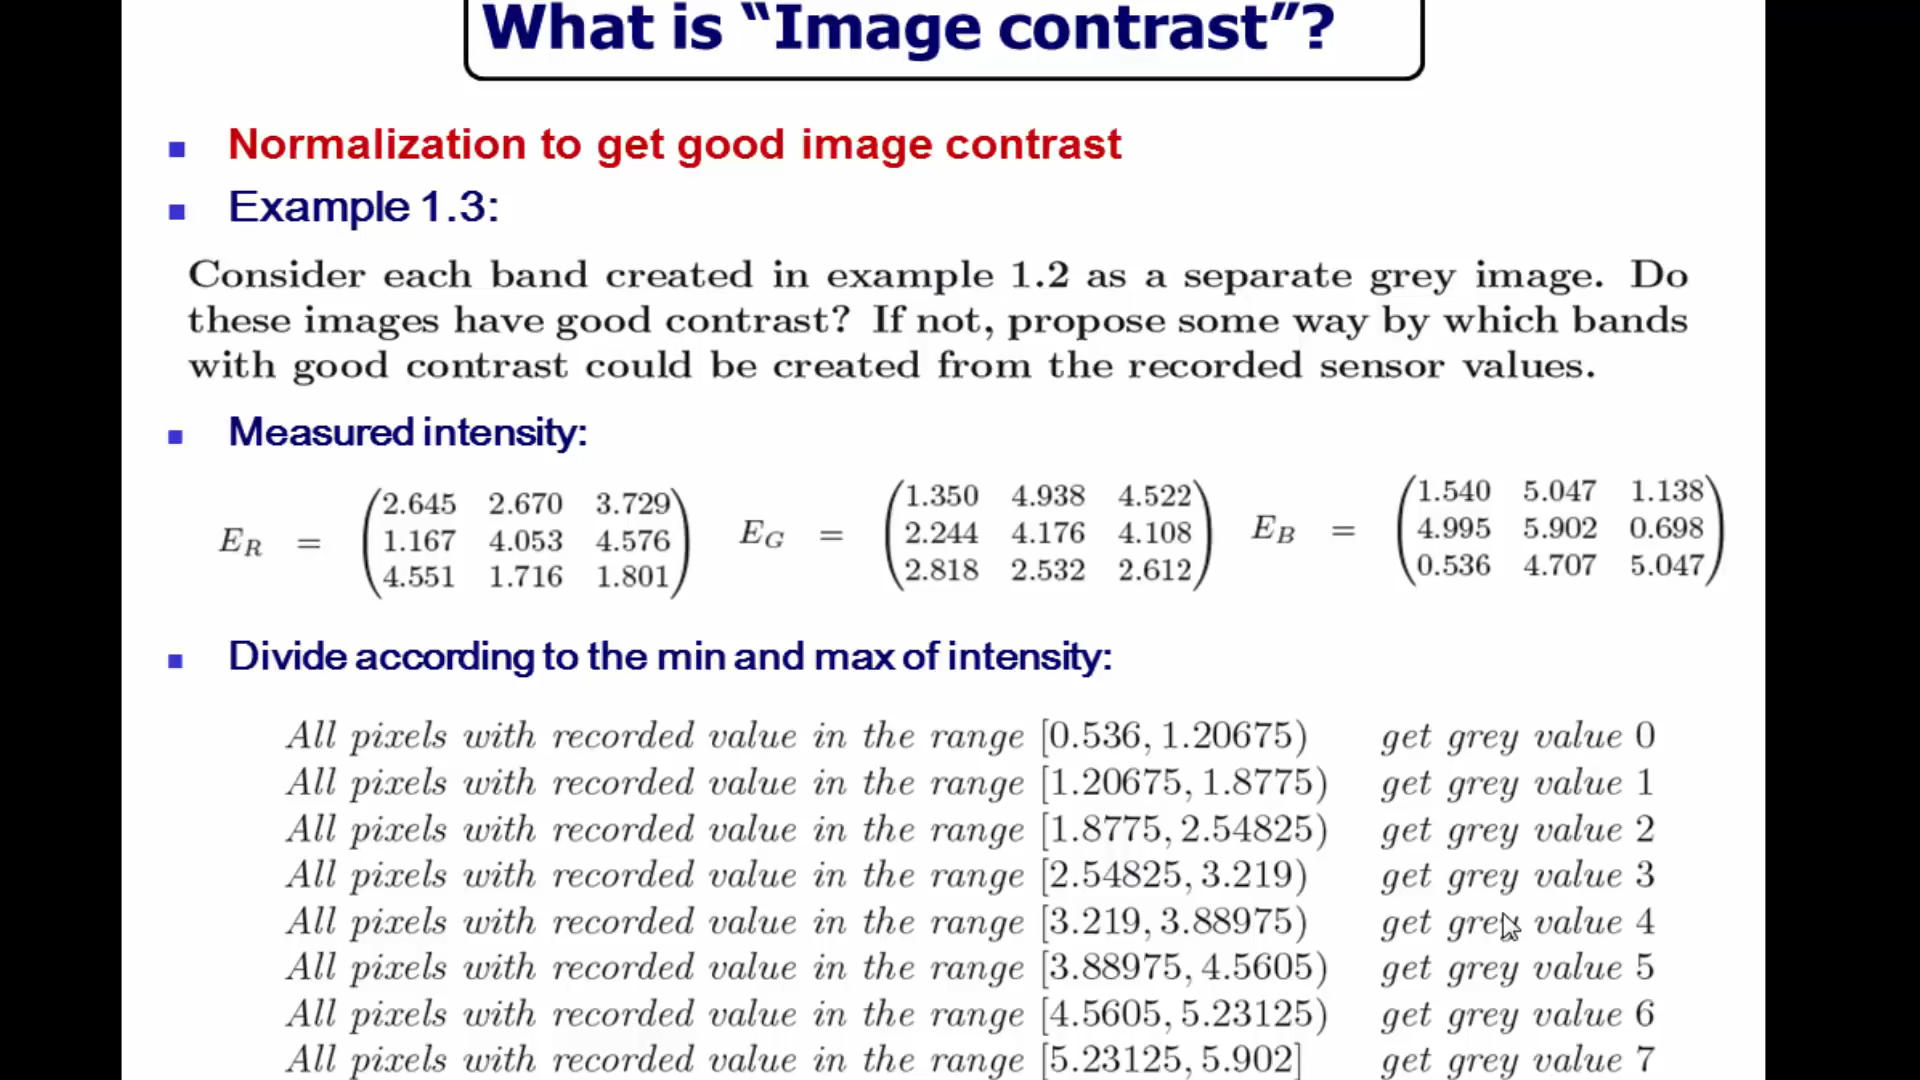 What is “Image contrast”?
Normalization to get good image contrast
Example 1.3:
Consider each band created in example 1.2 as a separate grey image. Do
these images have good contrast? If not, propose some way by which bands
with good contrast could be created from the recorded sensor values.
Measured intensity:
E_R = (2.645 2.670 3.729
1.167 4.053 4.576
4.551 1.716 1.801)
E_G = (1.350 4.938 4.522
2.244 4.176 4.108
2.818 2.532 2.612)
E_B = (1.540 5.047 1.138
4.995 5.902 0.698
0.536 4.707 5.047)
Divide according to the min and max of intensity:
All pixels with recorded value in the range [0.536, 1.20675) get grey value 0
All pixels with recorded value in the range [1.20675, 1.8775) get grey value 1
All pixels with recorded value in the range [1.8775, 2.54825) get grey value 2
All pixels with recorded value in the range [2.54825, 3.219) get grey value 3
All pixels with recorded value in the range [3.219, 3.88975) get grey value 4
All pixels with recorded value in the range [3.88975, 4.5605) get grey value 5
All pixels with recorded value in the range [4.5605, 5.23125) get grey value 6
All pixels with recorded value in the range [5.23125, 5.902] get grey value 7